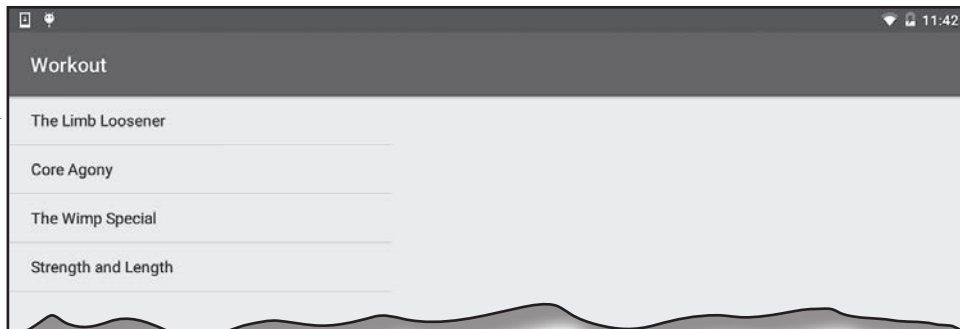 11:42
Workout
The Limb Loosener
Core Agony
The Wimp Special
Strength and Length